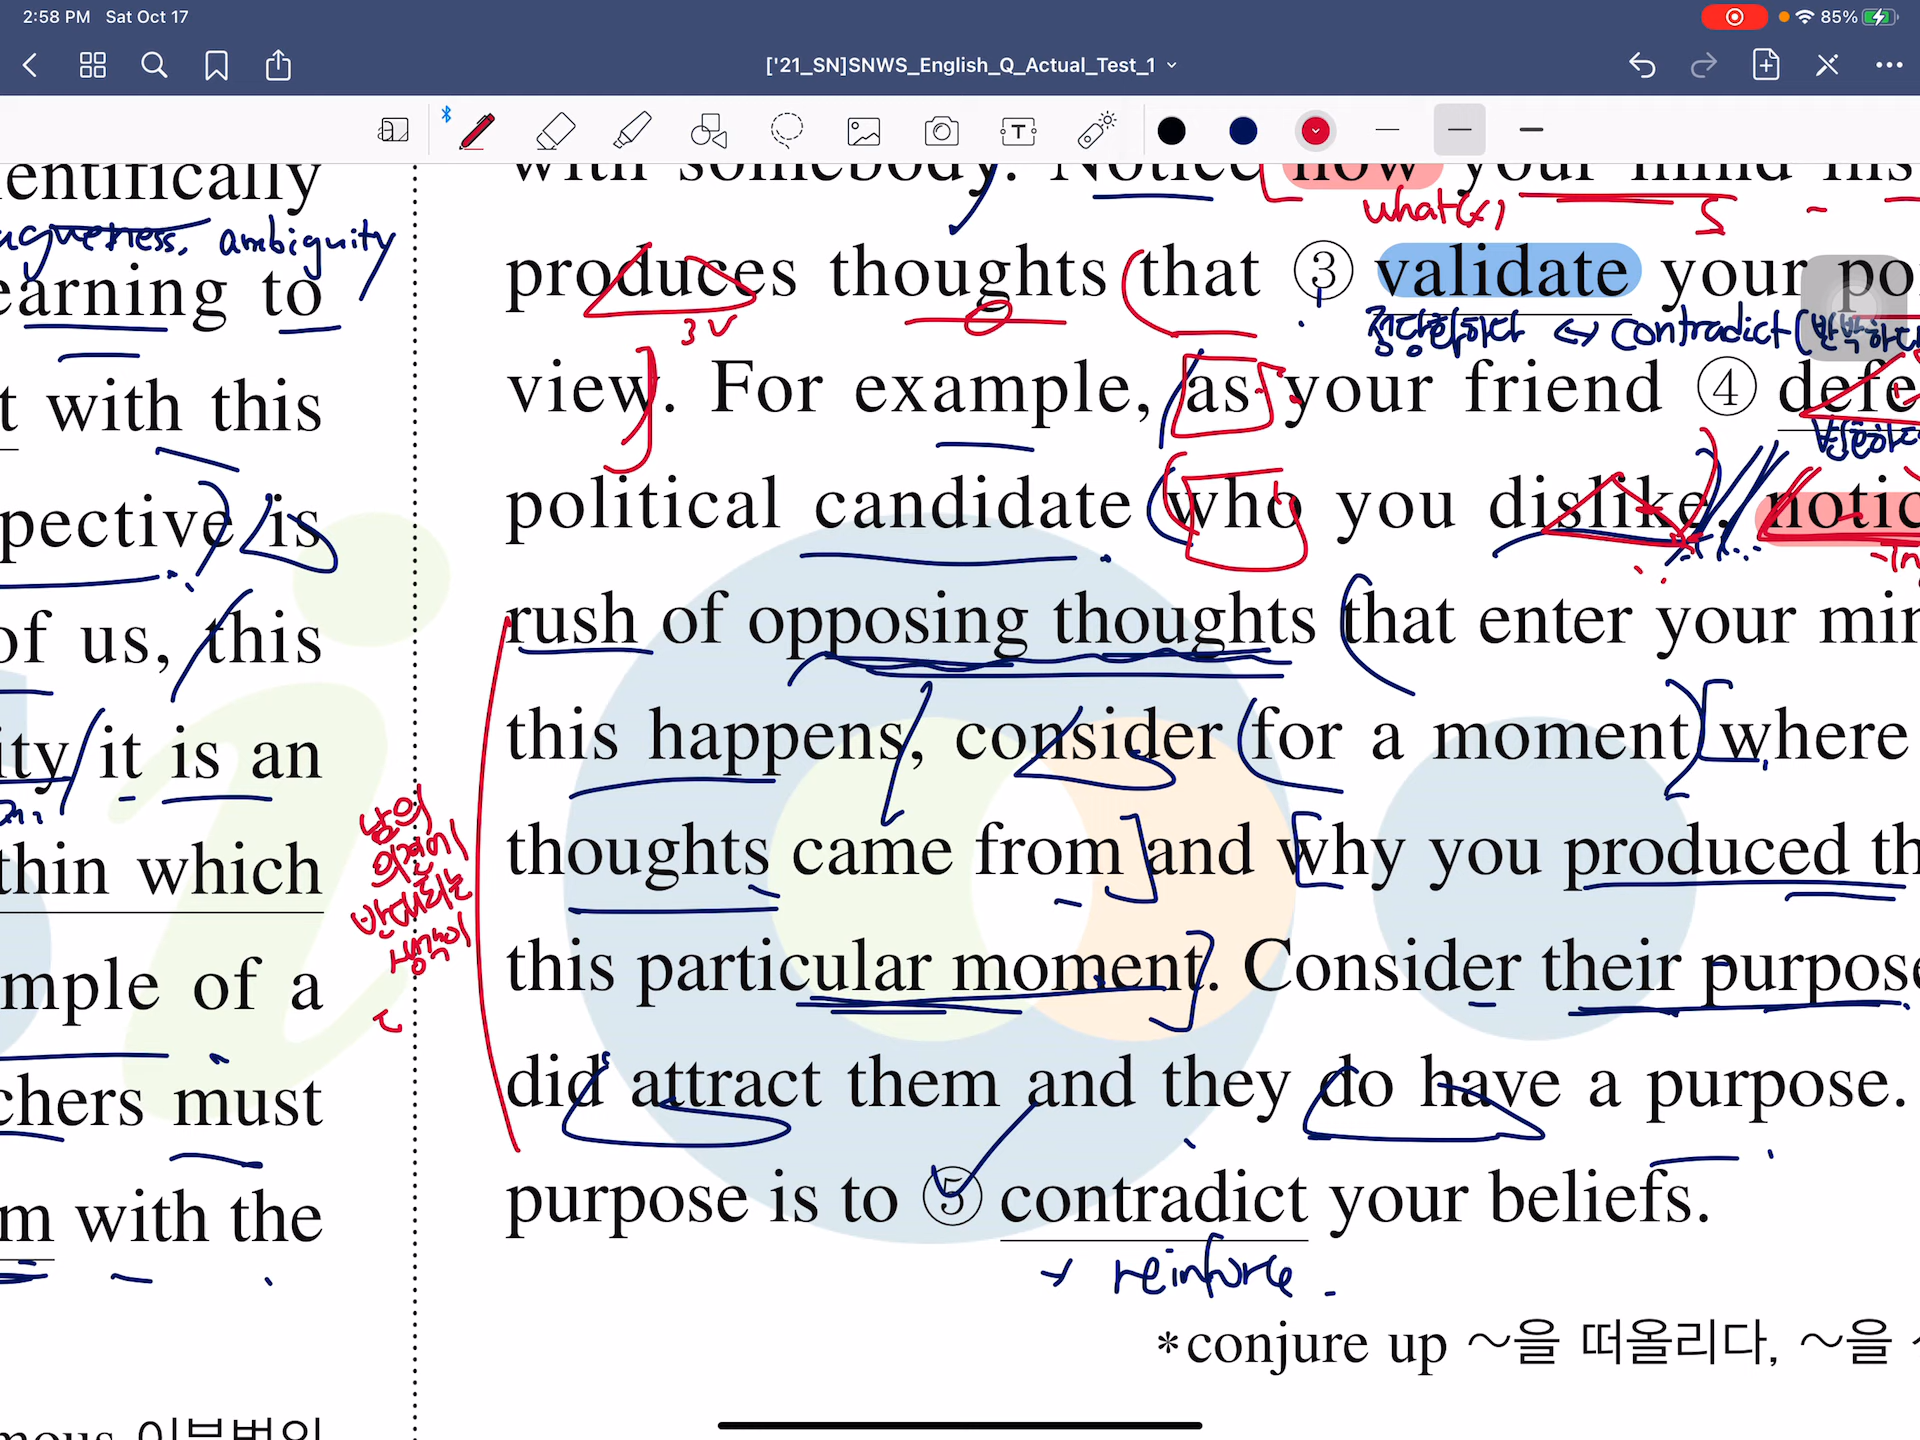 2:58 PM Sat Oct 17
85%
['21_SN]SNWS_English_Q_Actual_Test_1
entifically
ambiguity
earning to
t with this
pective is
of us, this
ity it is an
thin which
mple of a
chers must
m with the
with somebody. Notice how your mind
what(x)
S
produces thoughts that ③ validate your po
3V
정당화하다 ↔ contradict (반박하다
view. For example, as your friend ④ defe
political candidate who you dislike, notic
rush of opposing thoughts that enter your min
this happens, consider for a moment where
thoughts came from and why you produced th
this particular moment. Consider their purpose
did attract them and they do have a purpose.
purpose is to ⑤ contradict your beliefs.
→ reinforce
남의
의견이
반대라는
생각이
*conjure up ～을 떠올리다, ～을